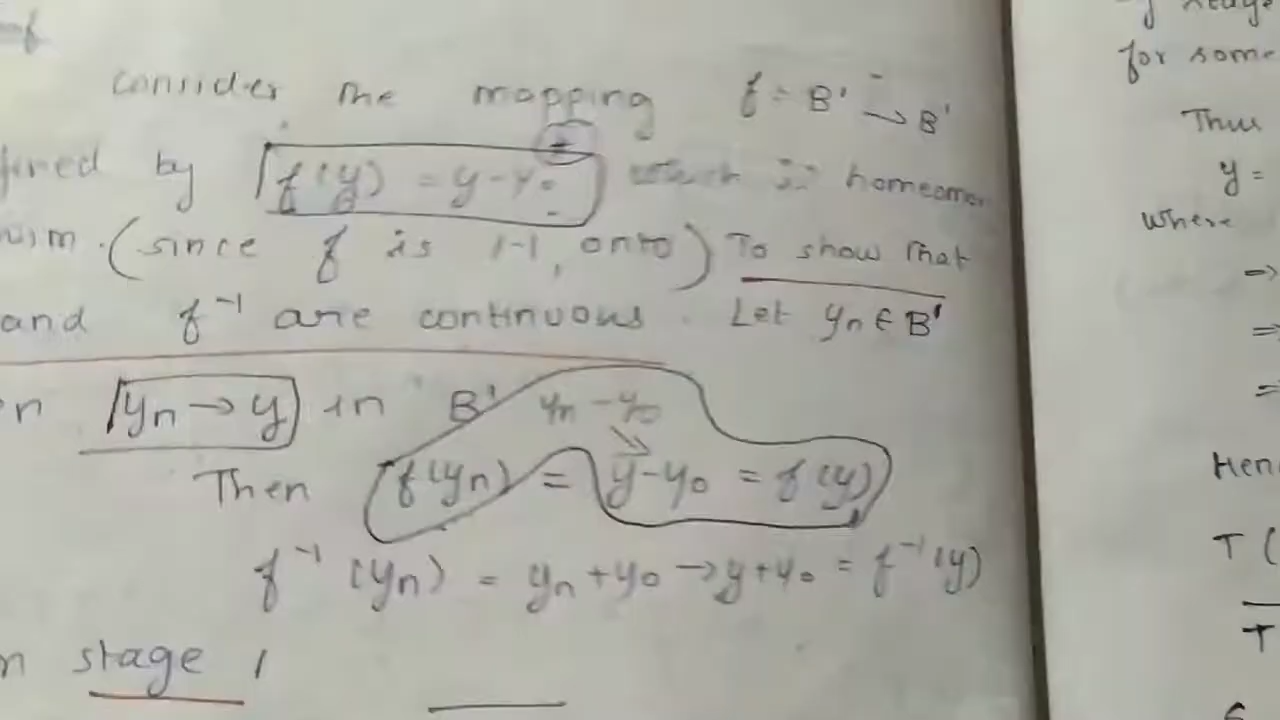 consider the mapping f : B' → B'
fined by f(y) = y - y₀ which is homeomor
ism. (since f is 1-1, onto) To show that
and f⁻¹ are continuous. Let yn ∈ B'
yn → y in B'
yn - y₀
Then f(yn) = → y - y₀ = f(y)
f⁻¹(yn) = yn + y₀ → y + y₀ = f⁻¹(y)
n stage 1
for some
Thus
y =
where
⇒
⇒
⇒
Hen
T (
T